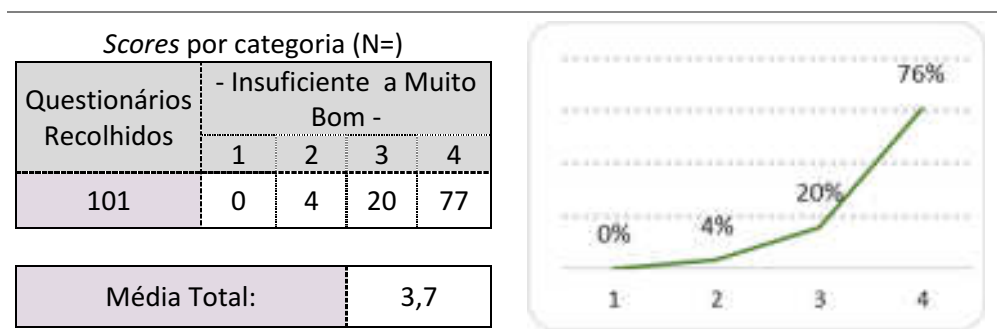 Scores por categoria (N=)
Questionários
Recolhidos
- Insuficiente a Muito
Bom -
1 2 3 4
101 0 4 20 77
Média Total: 3,7
76%
20%
4%
0%
1 2 3 4